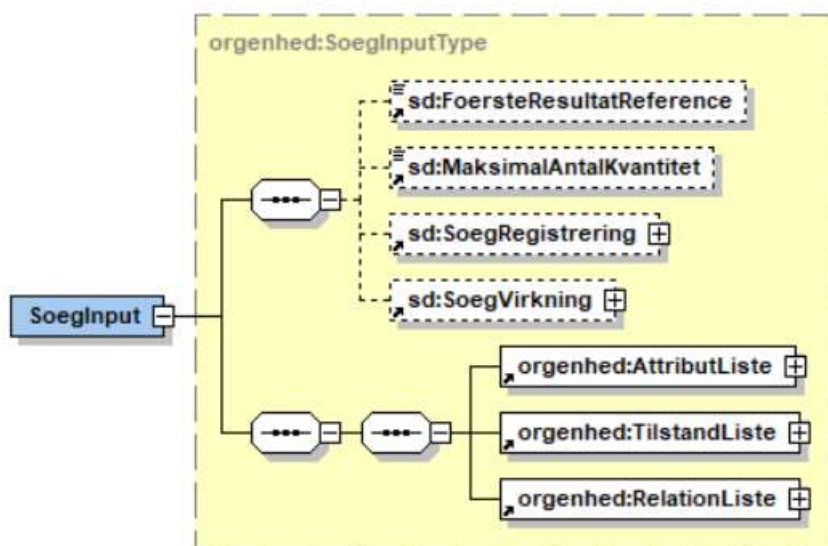 orgenhed:SoegInputType
sd:FoersteResultatReference
sd:MaksimalAntalKvantitet
sd:SoegRegistrering
sd:SoegVirkning
SoegInput
orgenhed:AttributListe
orgenhed:TilstandListe
orgenhed:RelationListe